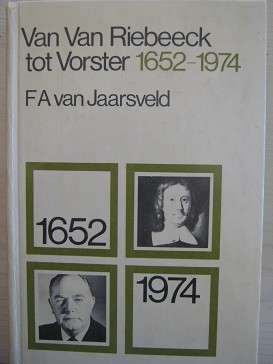 Van Van Riebeeck
tot Vorster 1652-1974
F A van Jaarsveld
1652
1974